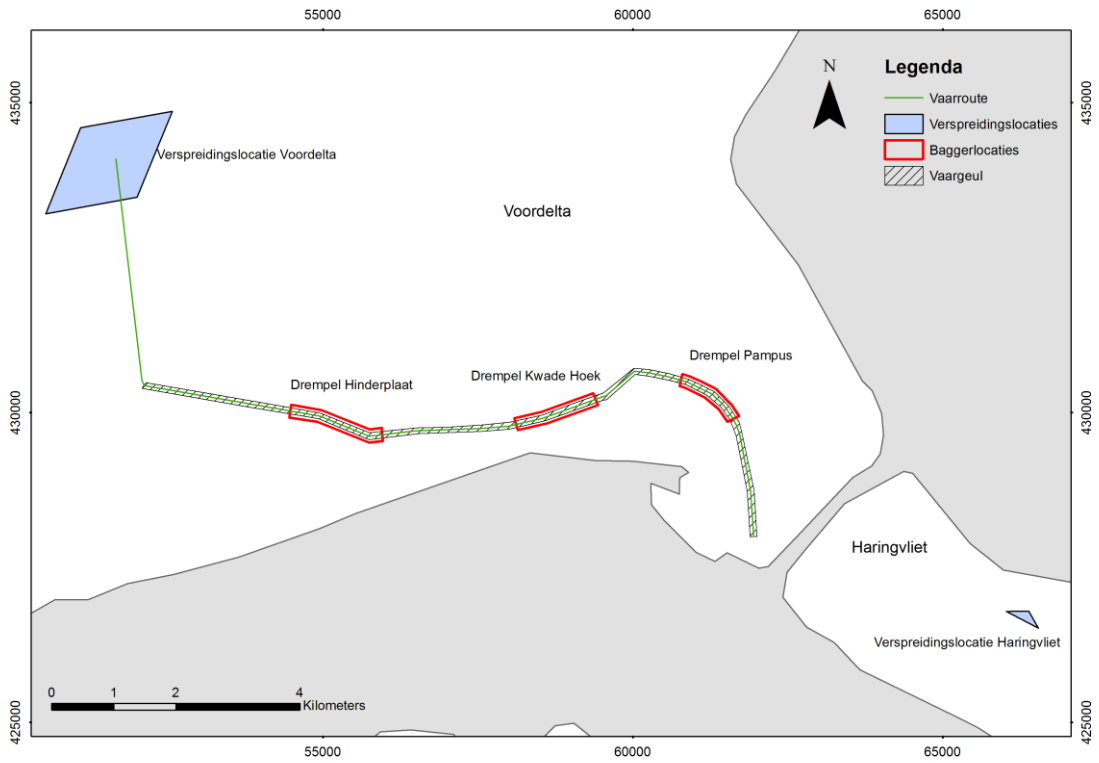 55000
60000
65000
435000
430000
425000
435000
430000
425000
N
Legenda
Vaarroute
Verspreidingslocaties
Baggerlocaties
Vaargeul
Verspreidingslocatie Voordelta
Voordelta
Drempel Pampus
Drempel Kwade Hoek
Drempel Hinderplaat
Haringvliet
Verspreidingslocatie Haringvliet
0 1 2 4
Kilometers
55000
60000
65000